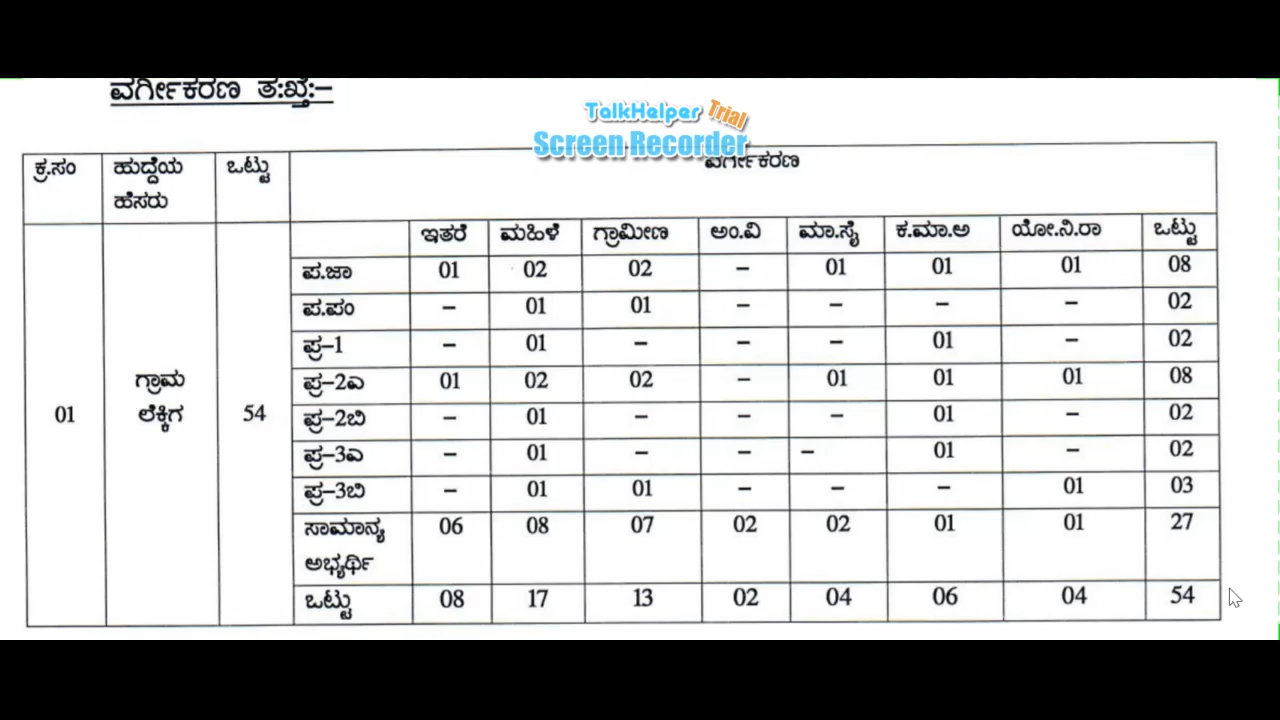 ವರ್ಗೀಕರಣ ತ:ಖ್ತೆ:–
TalkHelper Trial
Screen Recorder
ಕ್ರ.ಸಂ ಹುದ್ದೆಯ ಹೆಸರು ಒಟ್ಟು ವರ್ಗೀಕರಣ
ಇತರೆ ಮಹಿಳೆ ಗ್ರಾಮೀಣ ಅಂ.ವಿ ಮಾ.ಸೈ ಕ.ಮಾ.ಅ ಯೋ.ನಿ.ರಾ ಒಟ್ಟು
01 ಗ್ರಾಮ ಲೆಕ್ಕಿಗ 54
ಪ.ಜಾ 01 02 02 – 01 01 01 08
ಪ.ಪಂ – 01 01 – – – – 02
ಪ್ರ–1 – 01 – – – 01 – 02
ಪ್ರ–2ಎ 01 02 02 – 01 01 01 08
ಪ್ರ–2ಬಿ – 01 – – – 01 – 02
ಪ್ರ–3ಎ – 01 – – – 01 – 02
ಪ್ರ–3ಬಿ – 01 01 – – – 01 03
ಸಾಮಾನ್ಯ ಅಭ್ಯರ್ಥಿ 06 08 07 02 02 01 01 27
ಒಟ್ಟು 08 17 13 02 04 06 04 54